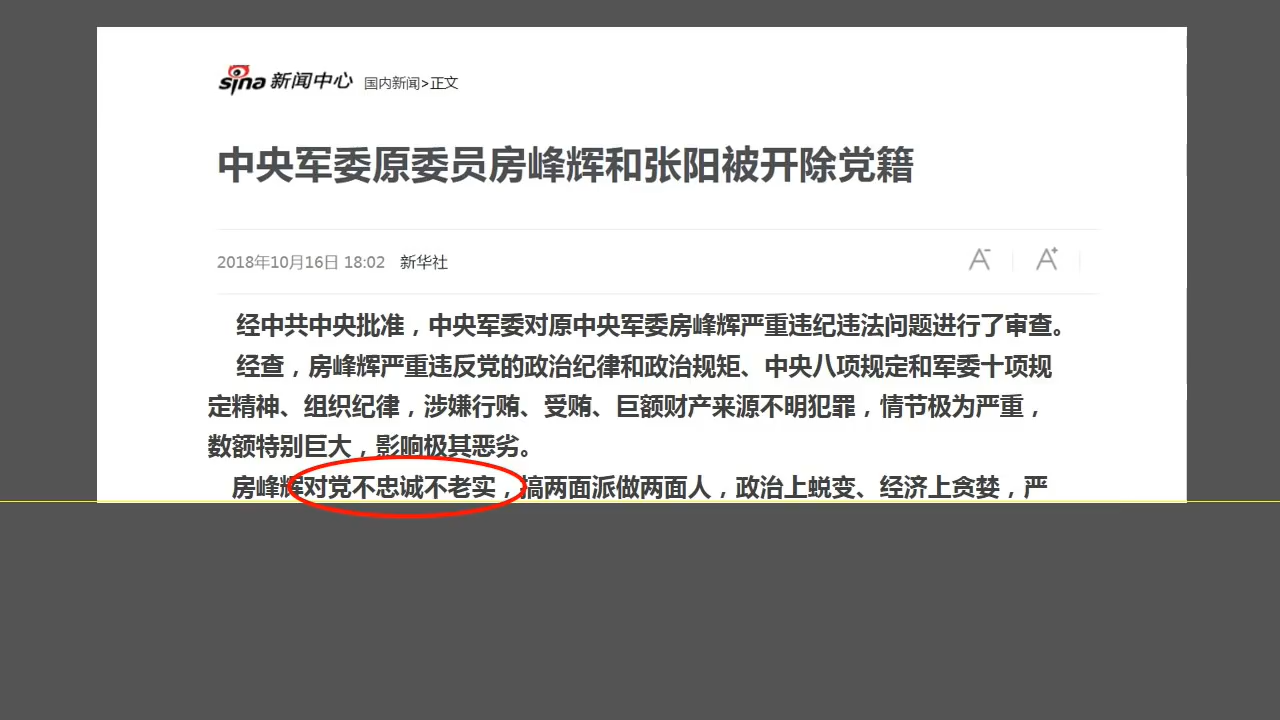 sina 新闻中心 国内新闻>正文
中央军委原委员房峰辉和张阳被开除党籍
2018年10月16日 18:02 新华社 A- A+
经中共中央批准，中央军委对原中央军委房峰辉严重违纪违法问题进行了审查。
经查，房峰辉严重违反党的政治纪律和政治规矩、中央八项规定和军委十项规
定精神、组织纪律，涉嫌行贿、受贿、巨额财产来源不明犯罪，情节极为严重，
数额特别巨大，影响极其恶劣。
房峰辉对党不忠诚不老实，搞两面派做两面人，政治上蜕变、经济上贪婪，严